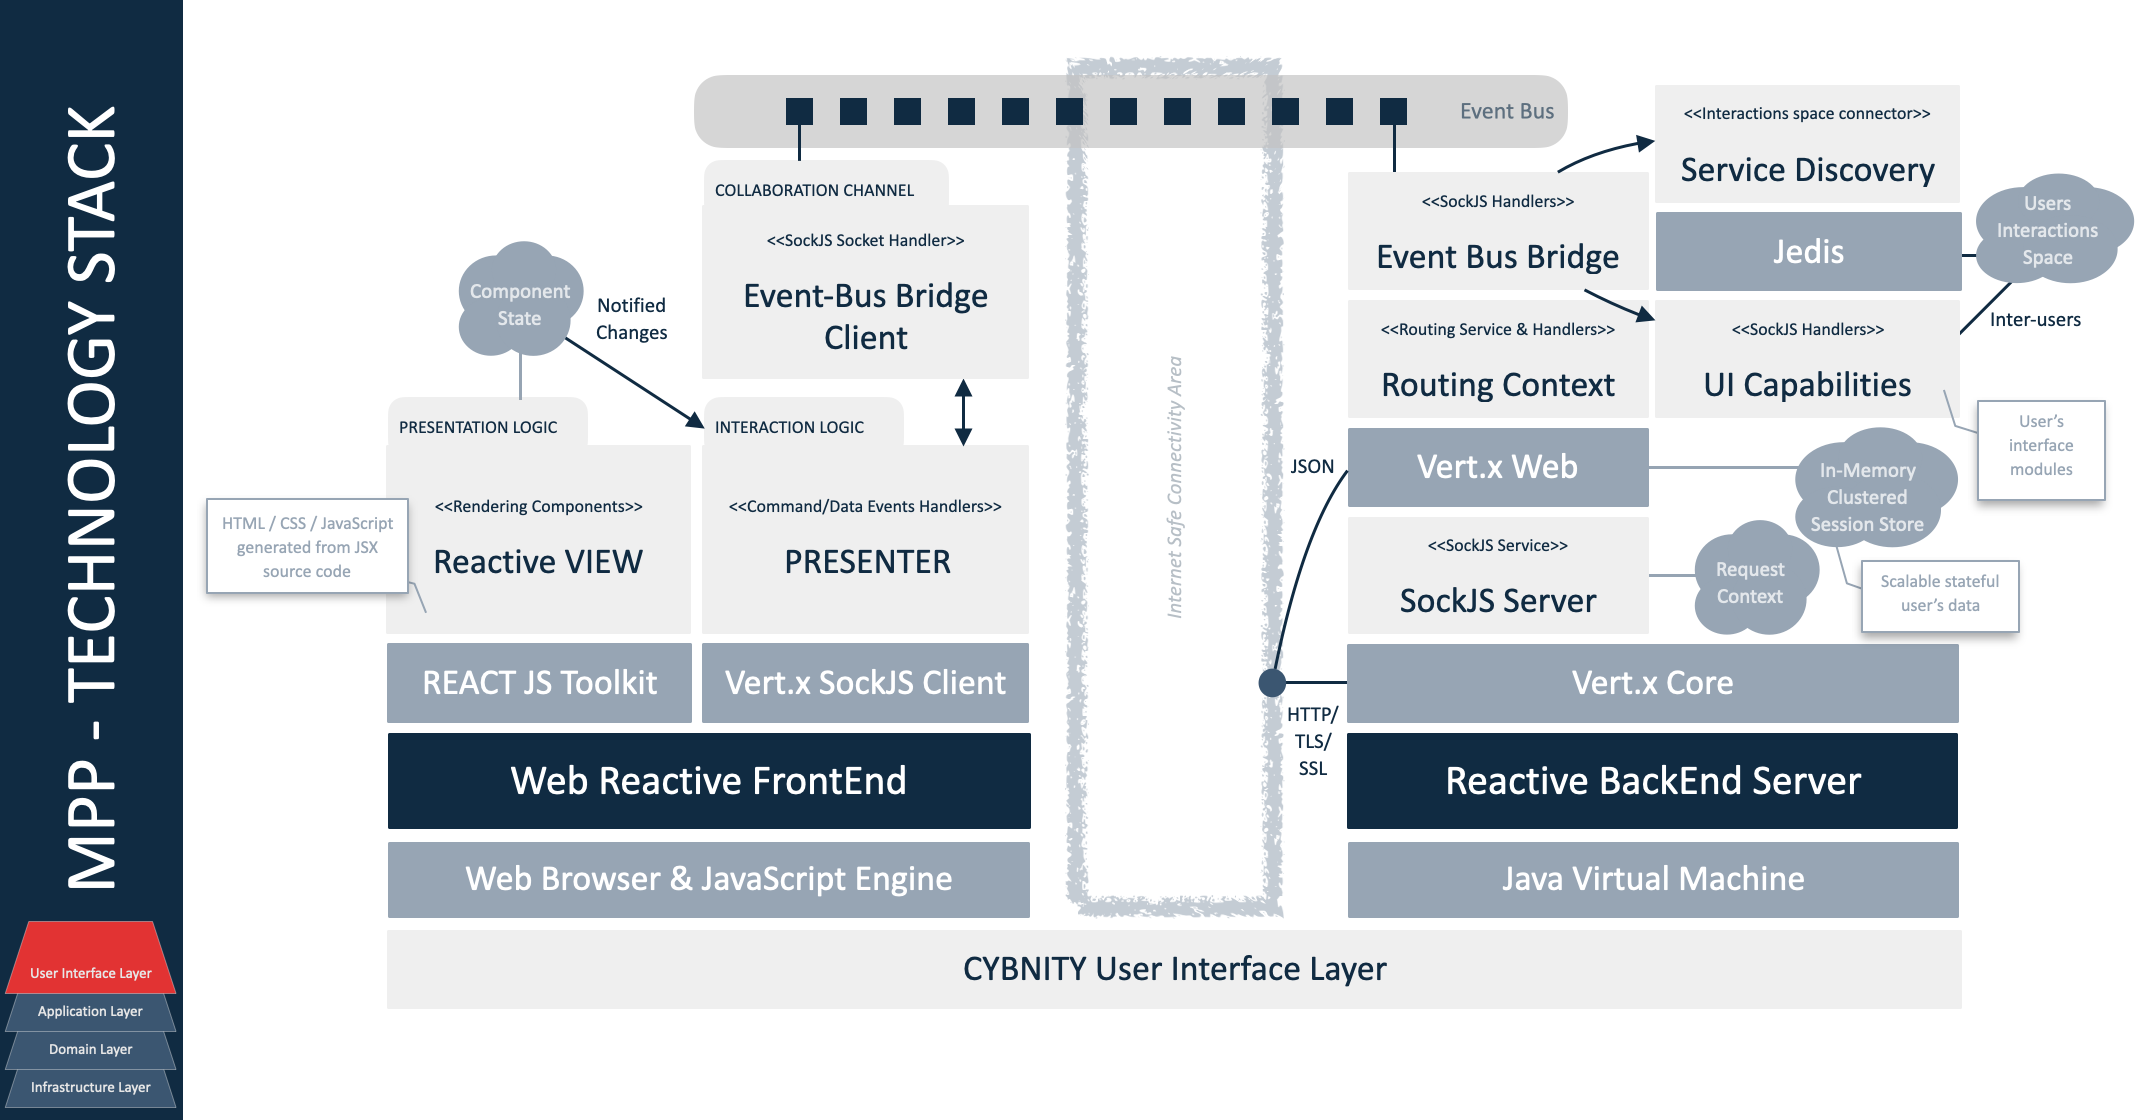 MPP - TECHNOLOGY STACK
User Interface Layer
Application Layer
Domain Layer
Infrastructure Layer
Event Bus
COLLABORATION CHANNEL
<<SockJS Socket Handler>>
Event-Bus Bridge
Client
Component
State
Notified
Changes
PRESENTATION LOGIC
<<Rendering Components>>
Reactive VIEW
HTML / CSS / JavaScript
generated from JSX
source code
INTERACTION LOGIC
<<Command/Data Events Handlers>>
PRESENTER
REACT JS Toolkit
Vert.x SockJS Client
Web Reactive FrontEnd
Web Browser & JavaScript Engine
Internet Safe Connectivity Area
<<Interactions space connector>>
Service Discovery
<<SockJS Handlers>>
Event Bus Bridge
Jedis
Users
Interactions
Space
Inter-users
<<Routing Service & Handlers>>
Routing Context
<<SockJS Handlers>>
UI Capabilities
User's
interface
modules
JSON
Vert.x Web
In-Memory
Clustered
Session Store
<<SockJS Service>>
SockJS Server
Request
Context
Scalable stateful
user's data
HTTP/
TLS/
SSL
Vert.x Core
Reactive BackEnd Server
Java Virtual Machine
CYBNITY User Interface Layer